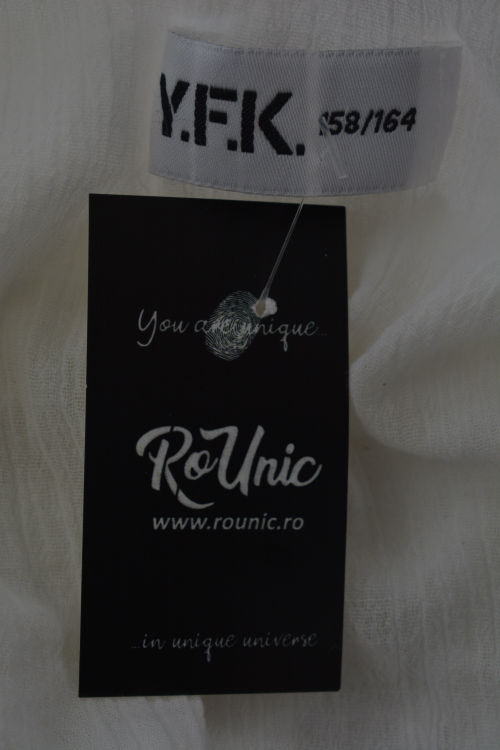 Y.F.K. 158/164
You are unique...
RoUnic
www.rounic.ro
...in unique universe